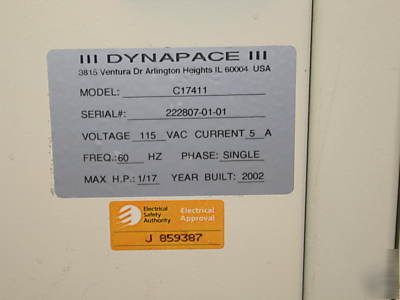 III DYNAPACE III
3815 Ventura Dr Arlington Heights IL 60004 USA
MODEL: C17411
SERIAL#: 222807-01-01
VOLTAGE 115 VAC CURRENT 5 A
FREQ.: 60 HZ PHASE: SINGLE
MAX. H.P.: 1/17 YEAR BUILT: 2002
Electrical
Safety
Authority
Electrical
Approval
J 859387